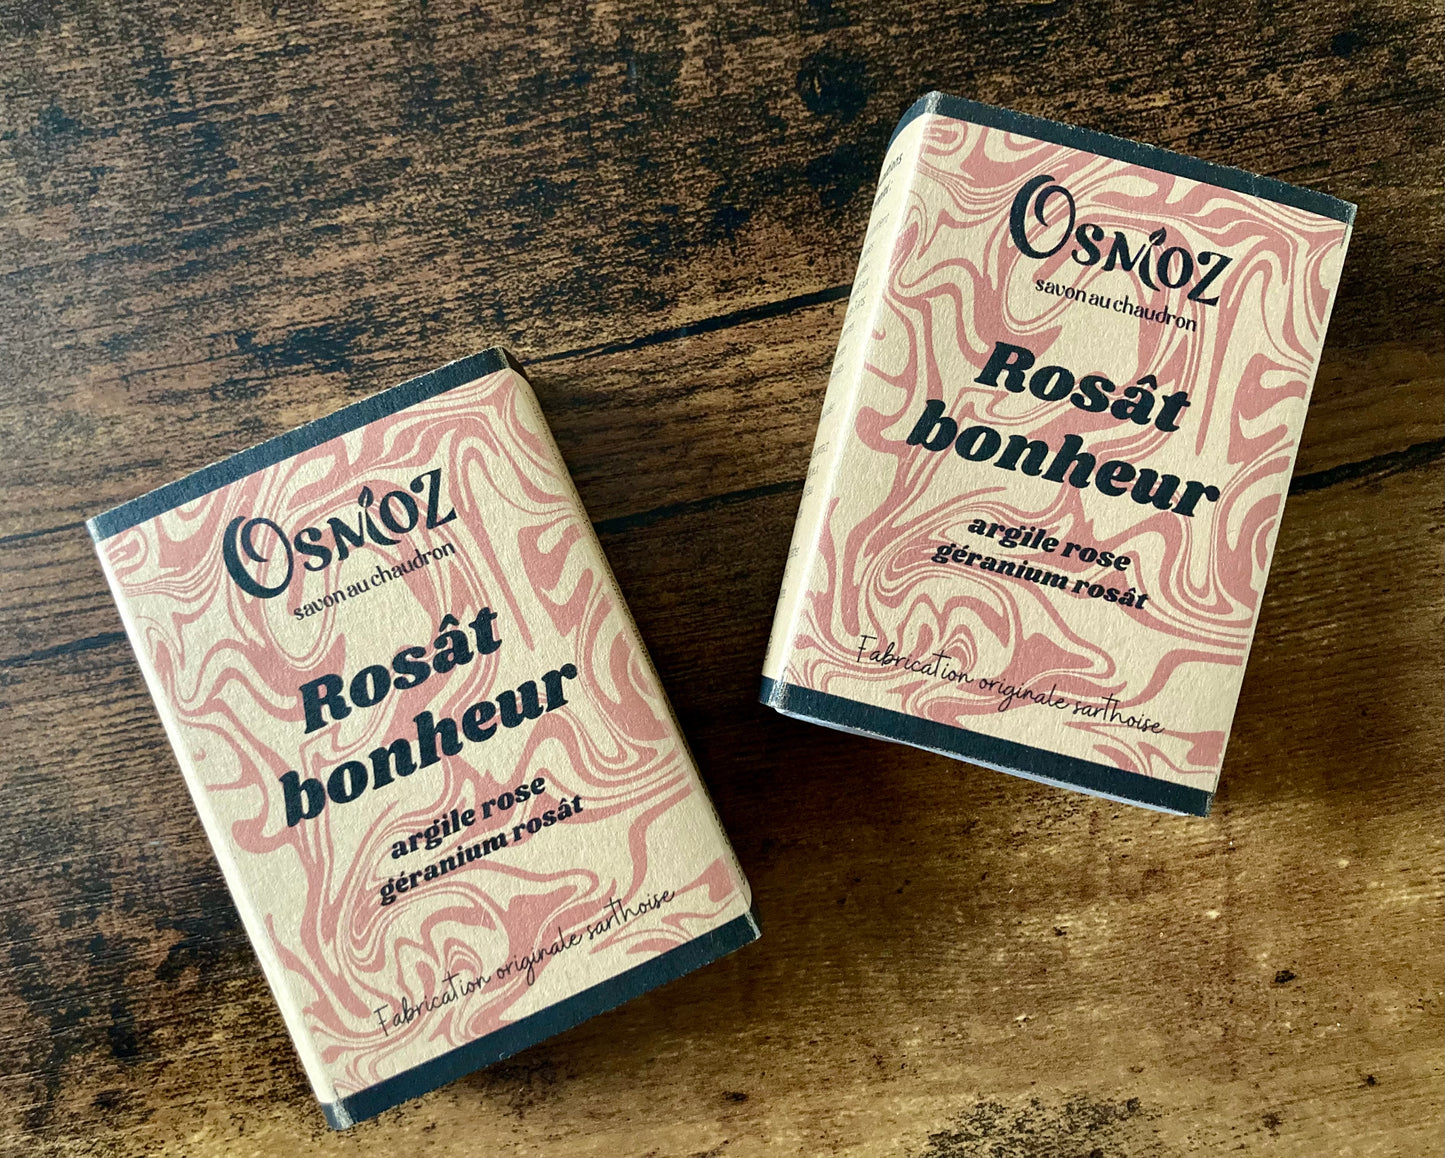 Osmoz
savon au chaudron
Rosât
bonheur
argile rose
géranium rosât
Fabrication originale sarthoise
Osmoz
savon au chaudron
Rosât
bonheur
argile rose
géranium rosât
Fabrication originale sarthoise